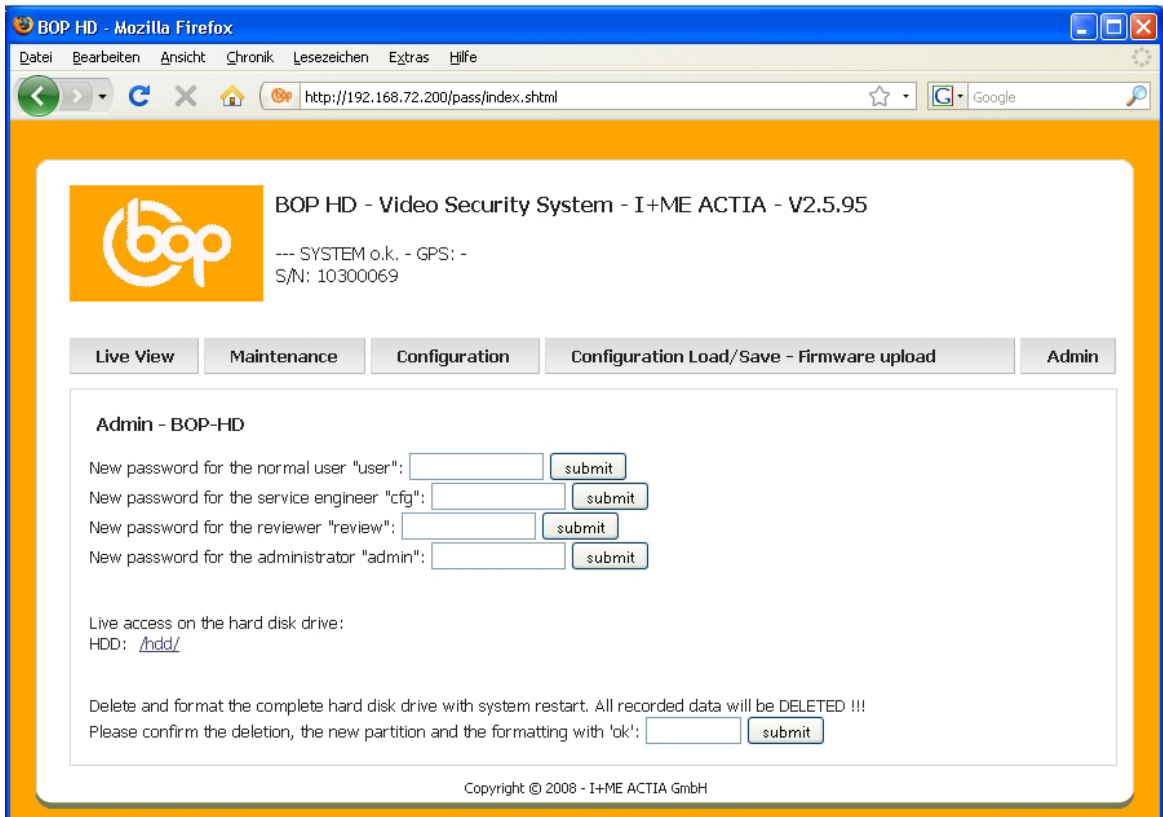 BOP HD - Mozilla Firefox
Datei Bearbeiten Ansicht Chronik Lesezeichen Extras Hilfe
http://192.168.72.200/pass/index.shtml
G Google
bop
BOP HD - Video Security System - I+ME ACTIA - V2.5.95
--- SYSTEM o.k. - GPS: -
S/N: 10300069
Live View Maintenance Configuration Configuration Load/Save - Firmware upload Admin
Admin - BOP-HD
New password for the normal user "user": submit
New password for the service engineer "cfg": submit
New password for the reviewer "review": submit
New password for the administrator "admin": submit
Live access on the hard disk drive:
HDD: /hdd/
Delete and format the complete hard disk drive with system restart. All recorded data will be DELETED !!!
Please confirm the deletion, the new partition and the formatting with 'ok': submit
Copyright © 2008 - I+ME ACTIA GmbH